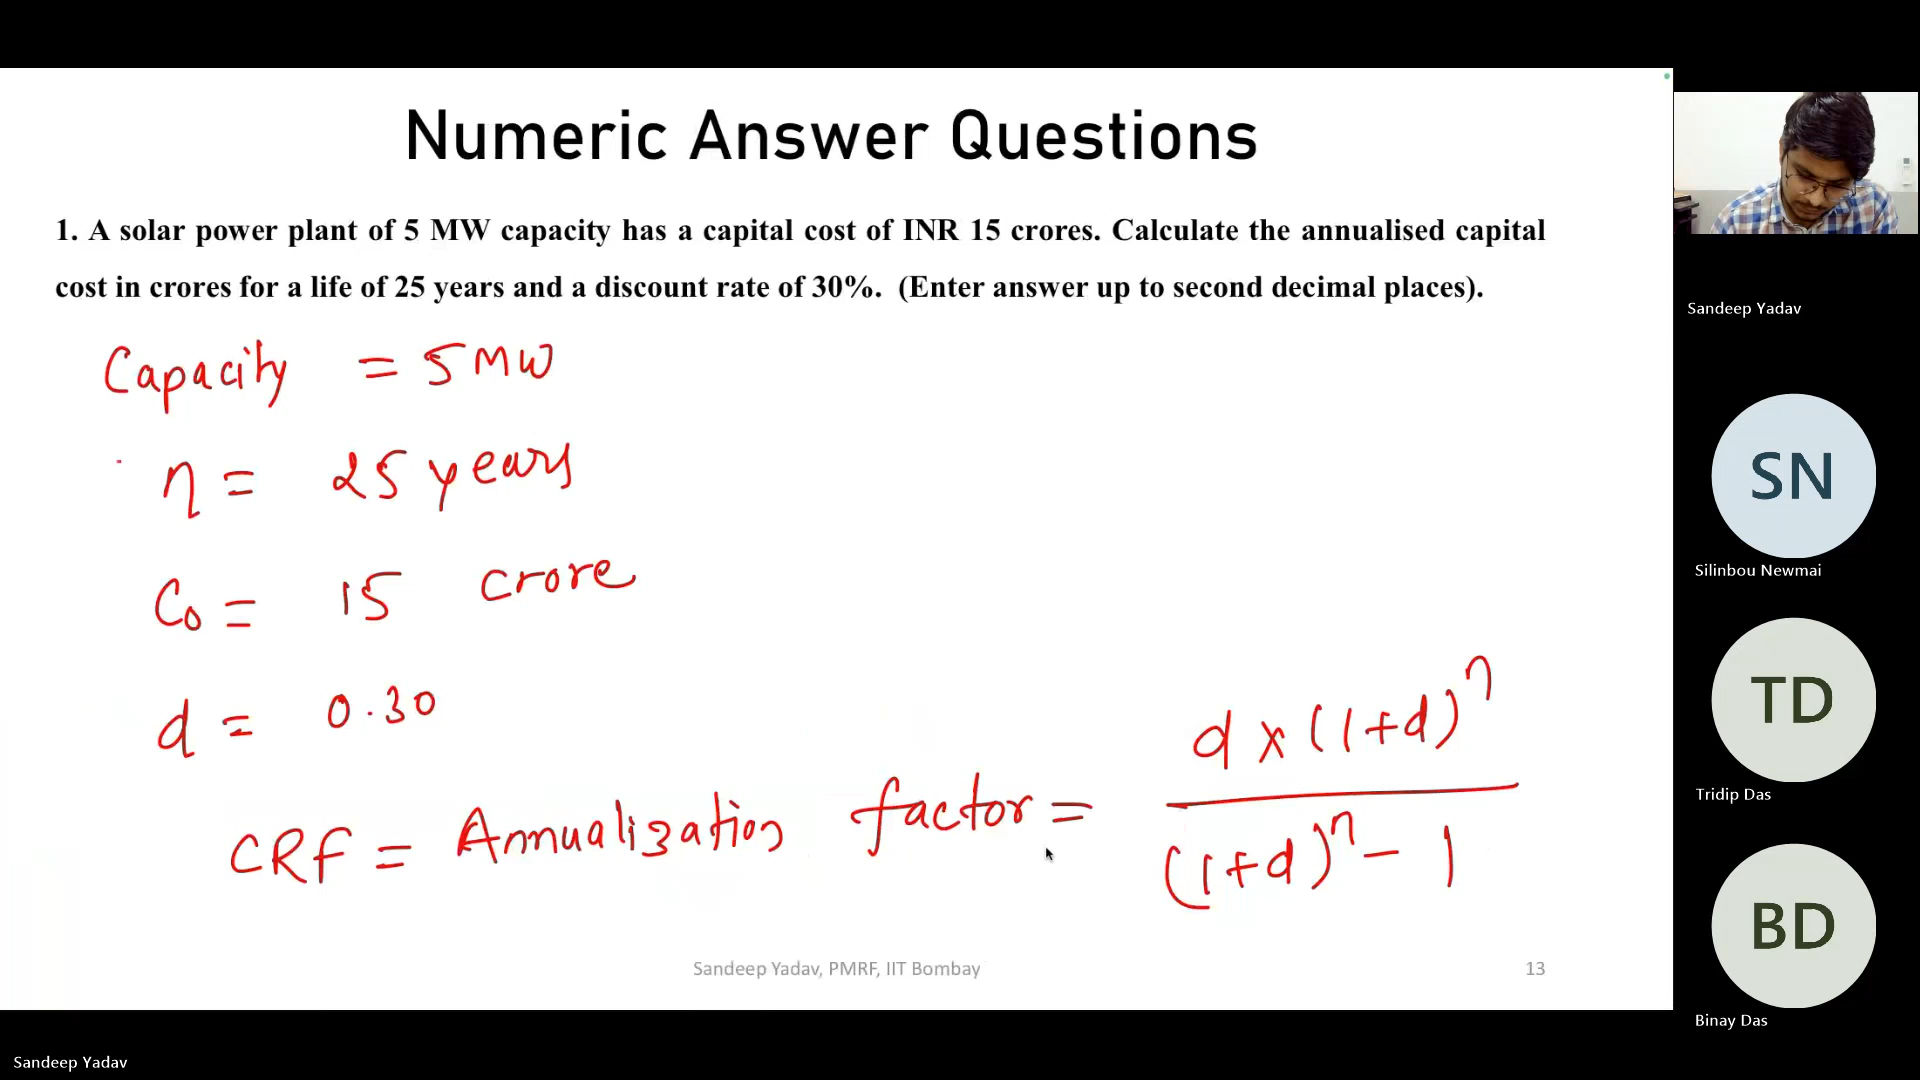 Numeric Answer Questions
1. A solar power plant of 5 MW capacity has a capital cost of INR 15 crores. Calculate the annualised capital
cost in crores for a life of 25 years and a discount rate of 30%. (Enter answer up to second decimal places).
Capacity = 5 MW
n = 25 years
C0 = 15 crore
d = 0.30
CRF = Annualization factor = d × (1+d)^n / (1+d)^n - 1
Sandeep Yadav, PMRF, IIT Bombay
13
Sandeep Yadav
SN
Silinbou Newmai
TD
Tridip Das
BD
Binay Das
Sandeep Yadav